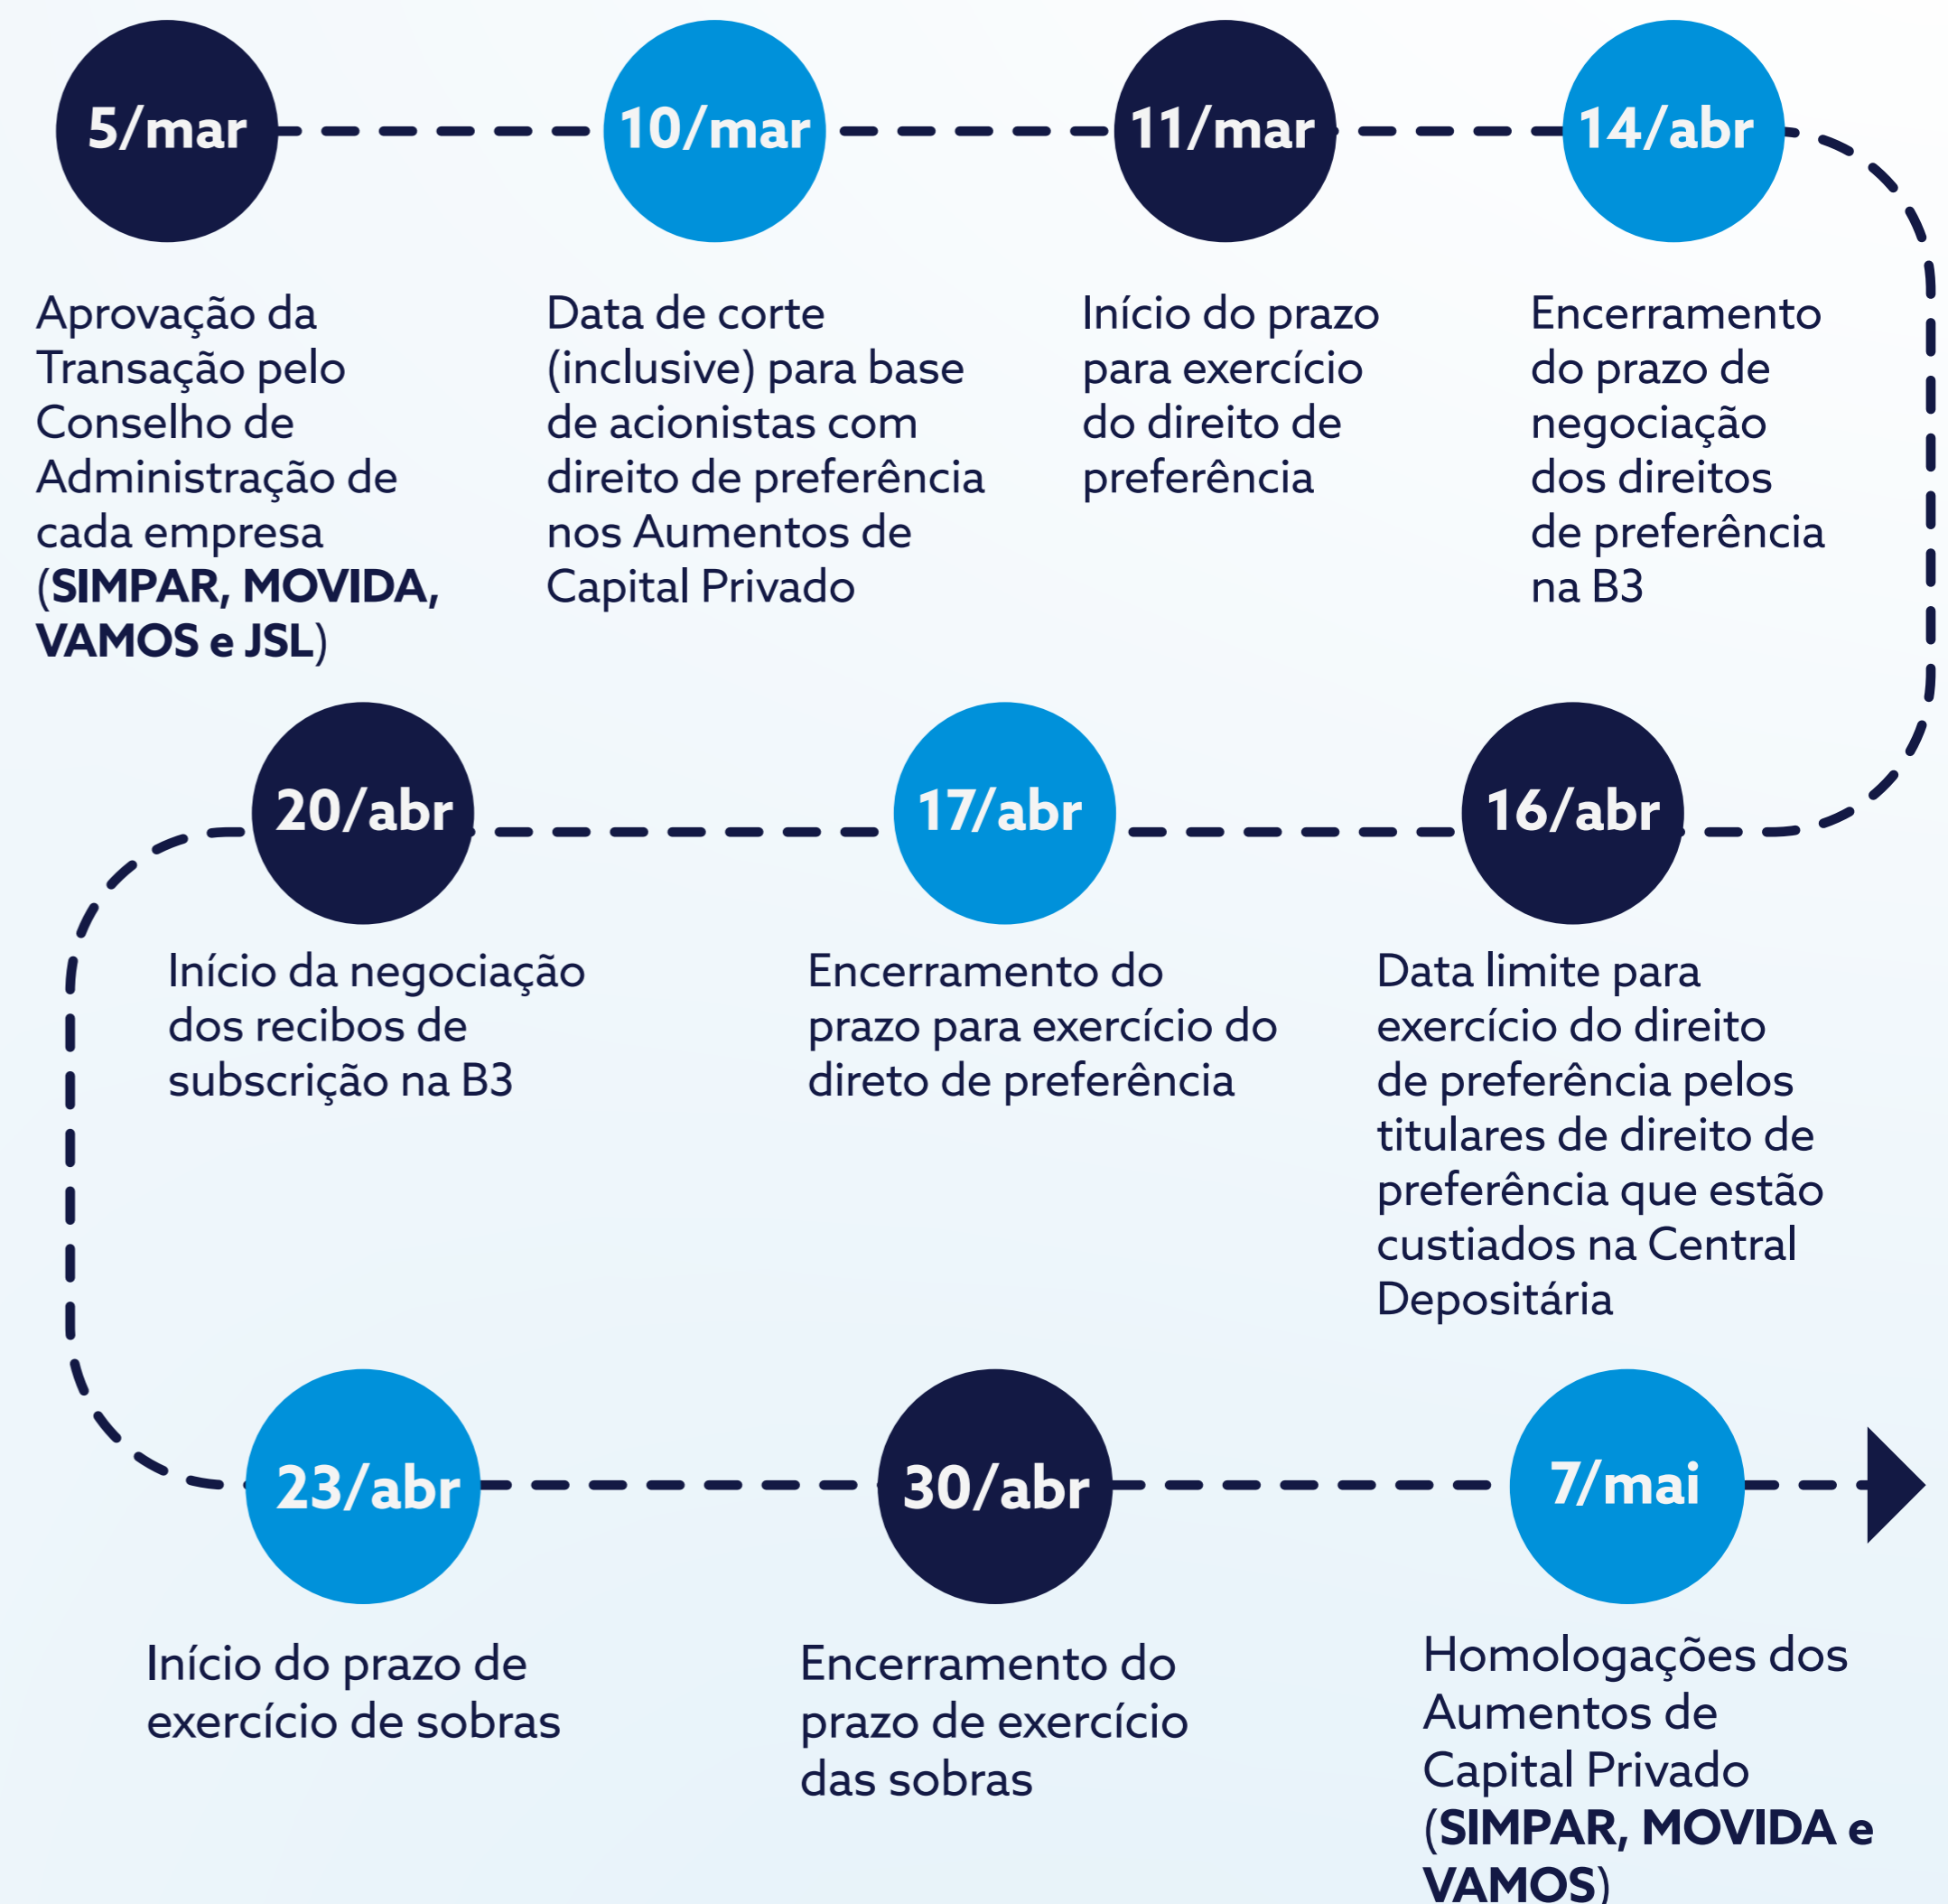 5/mar
Aprovação da
Transação pelo
Conselho de
Administração de
cada empresa
(SIMPAR, MOVIDA,
VAMOS e JSL)
10/mar
Data de corte
(inclusive) para base
de acionistas com
direito de preferência
nos Aumentos de
Capital Privado
11/mar
Início do prazo
para exercício
do direito de
preferência
14/abr
Encerramento
do prazo de
negociação
dos direitos
de preferência
na B3
16/abr
Data limite para
exercício do direito
de preferência pelos
titulares de direito de
preferência que estão
custiados na Central
Depositária
17/abr
Encerramento do
prazo para exercício do
direto de preferência
20/abr
Início da negociação
dos recibos de
subscrição na B3
23/abr
Início do prazo de
exercício de sobras
30/abr
Encerramento do
prazo de exercício
das sobras
7/mai
Homologações dos
Aumentos de
Capital Privado
(SIMPAR, MOVIDA e
VAMOS)